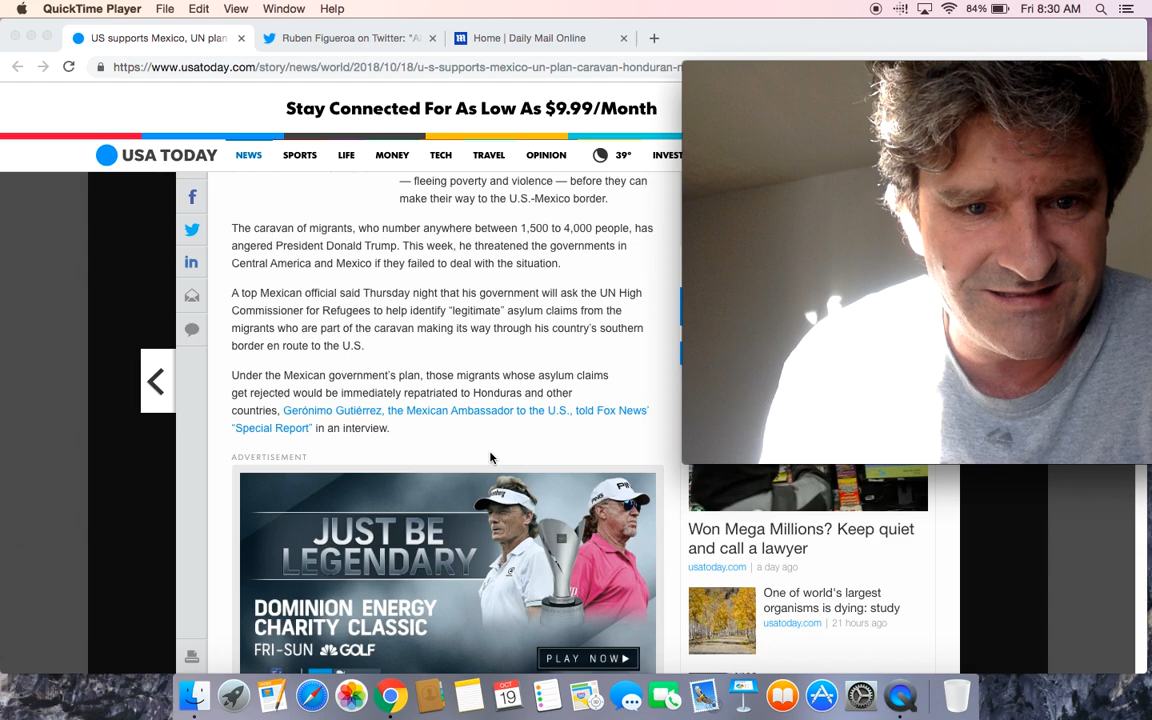 QuickTime Player File Edit View Window Help 84% Fri 8:30 AM
US supports Mexico, UN plan Ruben Figueroa on Twitter: "Al Home | Daily Mail Online
https://www.usatoday.com/story/news/world/2018/10/18/u-s-supports-mexico-un-plan-caravan-honduran-m
Stay Connected For As Low As $9.99/Month
USA TODAY NEWS SPORTS LIFE MONEY TECH TRAVEL OPINION 39° INVEST
— fleeing poverty and violence — before they can
make their way to the U.S.-Mexico border.
The caravan of migrants, who number anywhere between 1,500 to 4,000 people, has
angered President Donald Trump. This week, he threatened the governments in
Central America and Mexico if they failed to deal with the situation.
A top Mexican official said Thursday night that his government will ask the UN High
Commissioner for Refugees to help identify “legitimate” asylum claims from the
migrants who are part of the caravan making its way through his country’s southern
border en route to the U.S.
Under the Mexican government’s plan, those migrants whose asylum claims
get rejected would be immediately repatriated to Honduras and other
countries, Gerónimo Gutiérrez, the Mexican Ambassador to the U.S., told Fox News’
“Special Report” in an interview.
ADVERTISEMENT
JUST BE
LEGENDARY
DOMINION ENERGY
CHARITY CLASSIC
FRI-SUN GOLF
PLAY NOW
PING
Won Mega Millions? Keep quiet
and call a lawyer
usatoday.com | a day ago
One of world's largest
organisms is dying: study
usatoday.com | 21 hours ago
OCT
19